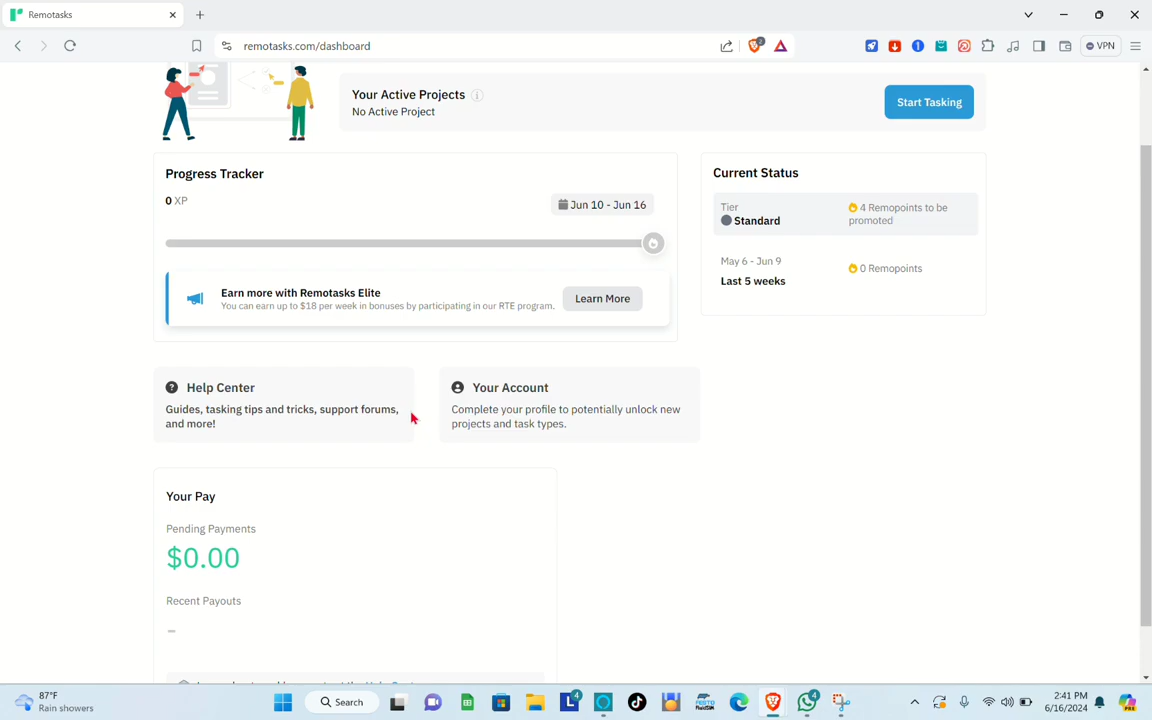 Remotasks
remotasks.com/dashboard
2
VPN
Your Active Projects
No Active Project
Start Tasking
Progress Tracker
0 XP
Jun 10 - Jun 16
Earn more with Remotasks Elite
You can earn up to $18 per week in bonuses by participating in our RTE program.
Learn More
Current Status
Tier
Standard
4 Remopoints to be
promoted
May 6 - Jun 9
Last 5 weeks
0 Remopoints
Help Center
Guides, tasking tips and tricks, support forums,
and more!
Your Account
Complete your profile to potentially unlock new
projects and task types.
Your Pay
Pending Payments
$0.00
Recent Payouts
-
87°F
Rain showers
Search
4
4
2:41 PM
6/16/2024